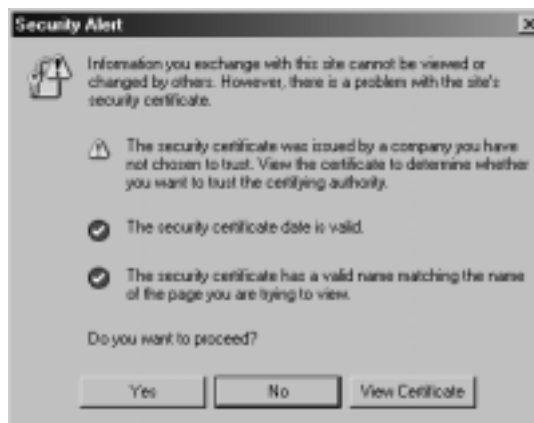 Security Alert
Information you exchange with this site cannot be viewed or
changed by others. However, there is a problem with the site's
security certificate.
The security certificate was issued by a company you have
not chosen to trust. View the certificate to determine whether
you want to trust the certifying authority.
The security certificate date is valid.
The security certificate has a valid name matching the name
of the page you are trying to view.
Do you want to proceed?
Yes
No
View Certificate